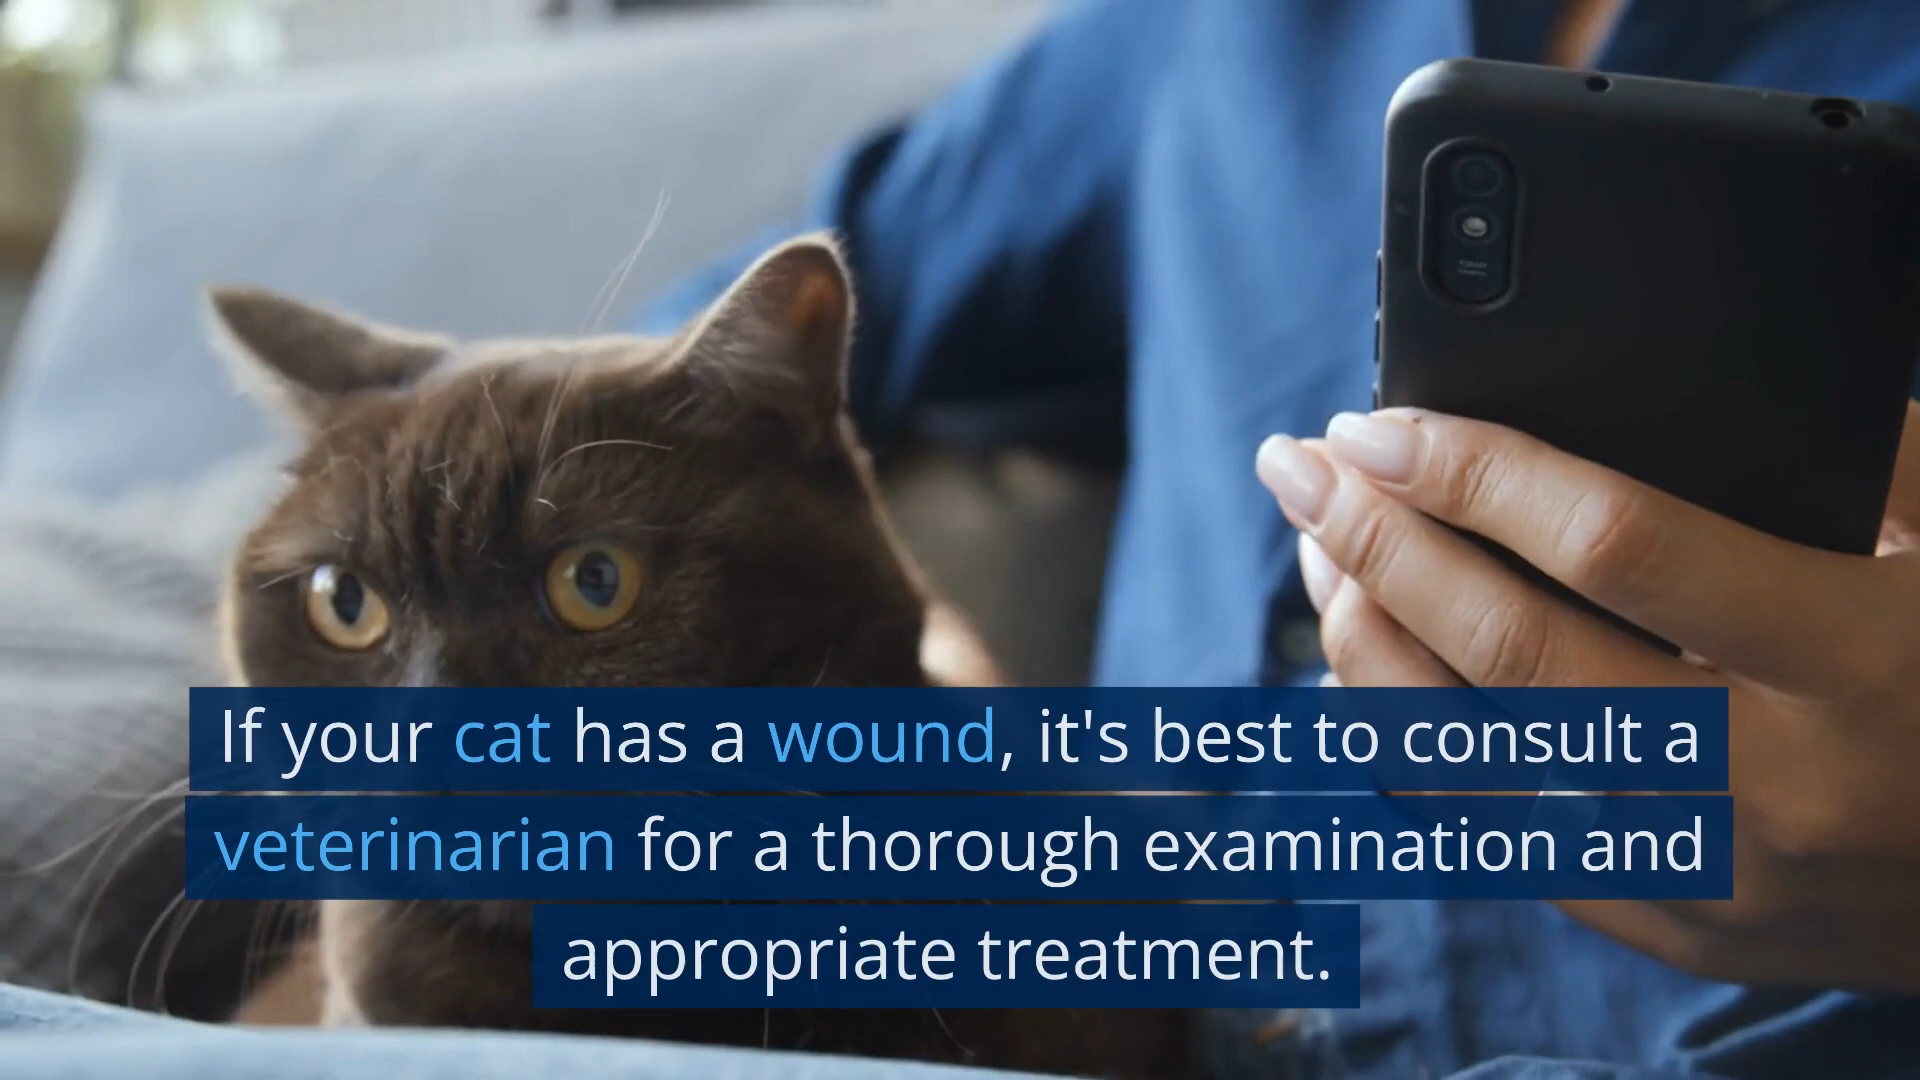 If your cat has a wound, it's best to consult a
veterinarian for a thorough examination and
appropriate treatment.